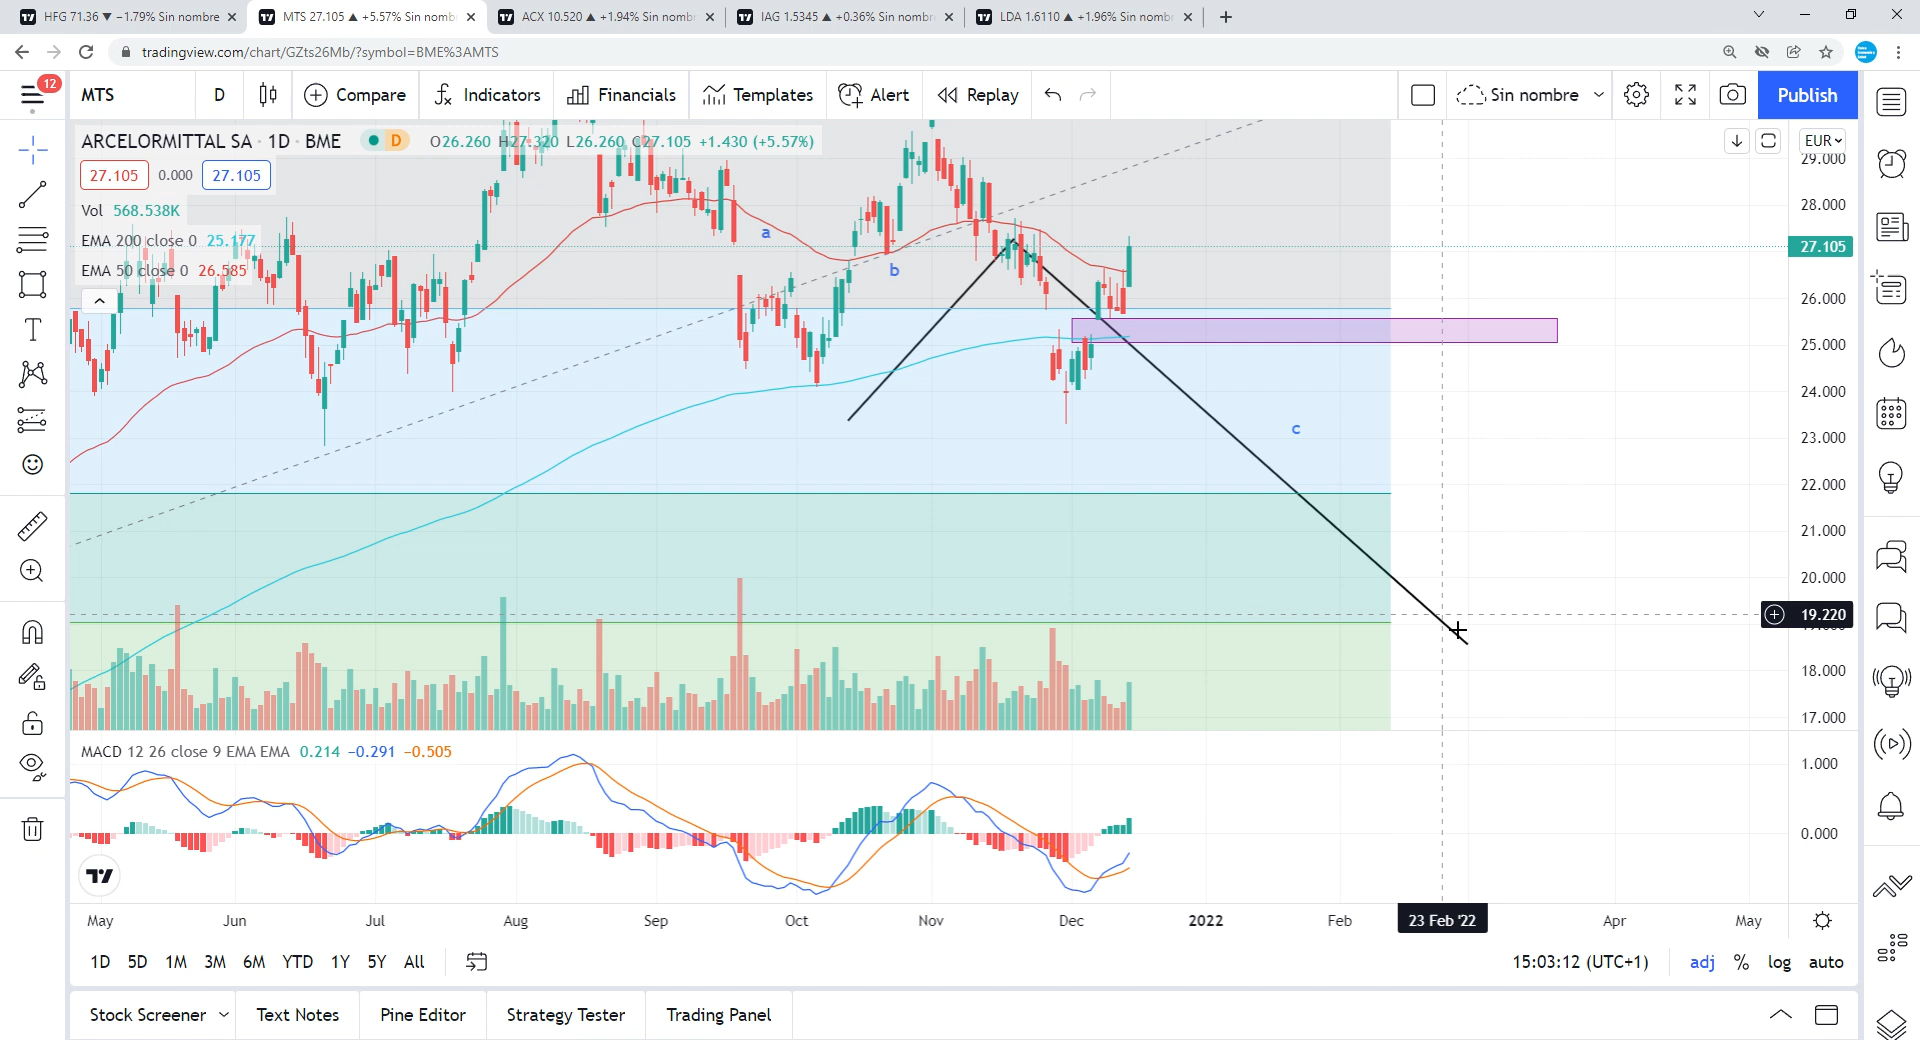 HFG 71.36 ▼ −1.79% Sin nombre
MTS 27.105 ▲ +5.57% Sin nomb
ACX 10.520 ▲ +1.94% Sin nomb
IAG 1.5345 ▲ +0.36% Sin nombr
LDA 1.6110 ▲ +1.96% Sin nomb
tradingview.com/chart/GZts26Mb/?symbol=BME%3AMTS
12
MTS
D
Compare
Indicators
Financials
Templates
Alert
Replay
Sin nombre
Publish
ARCELORMITTAL SA · 1D · BME
D
O26.260 H27.320 L26.260 C27.105 +1.430 (+5.57%)
EUR
27.105 0.000 27.105
Vol 568.538K
EMA 200 close 0 25.177
EMA 50 close 0 26.585
a
b
c
29.000
28.000
27.105
26.000
25.000
24.000
23.000
22.000
21.000
20.000
19.220
18.000
17.000
MACD 12 26 close 9 EMA EMA 0.214 −0.291 −0.505
1.000
0.000
May Jun Jul Aug Sep Oct Nov Dec 2022 Feb 23 Feb '22 Apr May
1D 5D 1M 3M 6M YTD 1Y 5Y All
15:03:12 (UTC+1)
adj % log auto
Stock Screener
Text Notes
Pine Editor
Strategy Tester
Trading Panel